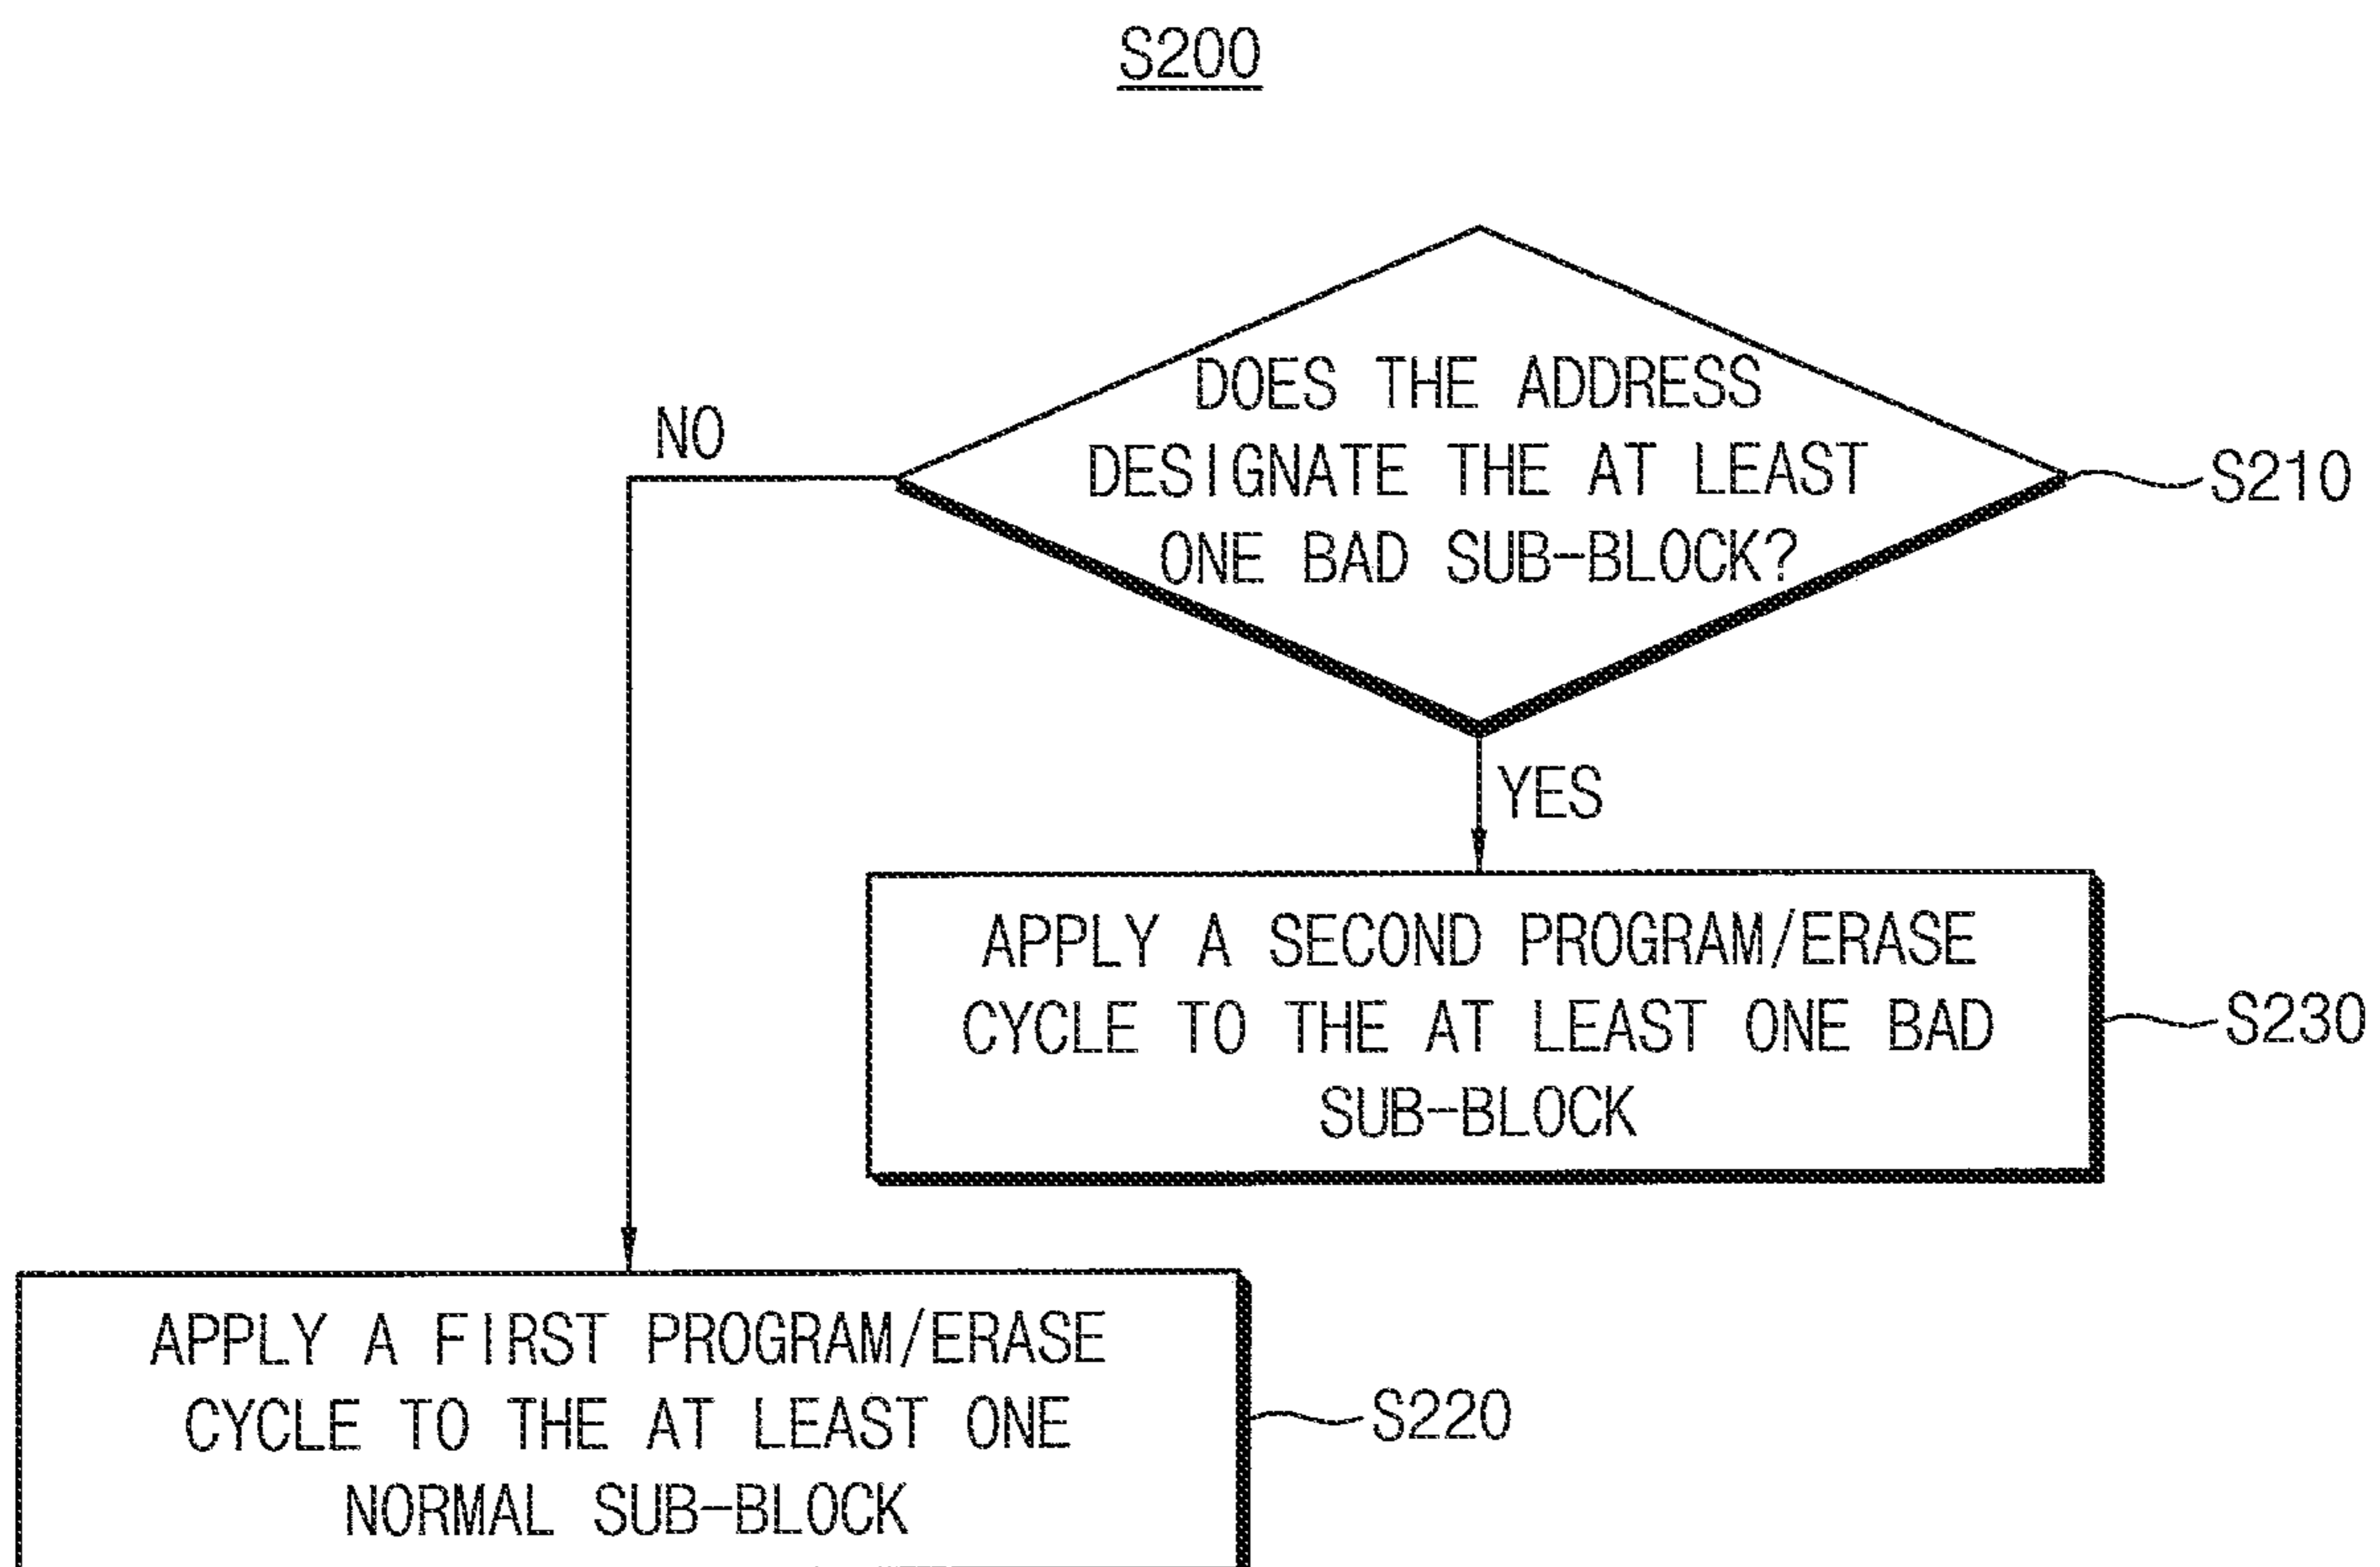 S200
DOES THE ADDRESS
DESIGNATE THE AT LEAST
ONE BAD SUB-BLOCK?
S210
NO
YES
APPLY A SECOND PROGRAM/ERASE
CYCLE TO THE AT LEAST ONE BAD
SUB-BLOCK
S230
APPLY A FIRST PROGRAM/ERASE
CYCLE TO THE AT LEAST ONE
NORMAL SUB-BLOCK
S220